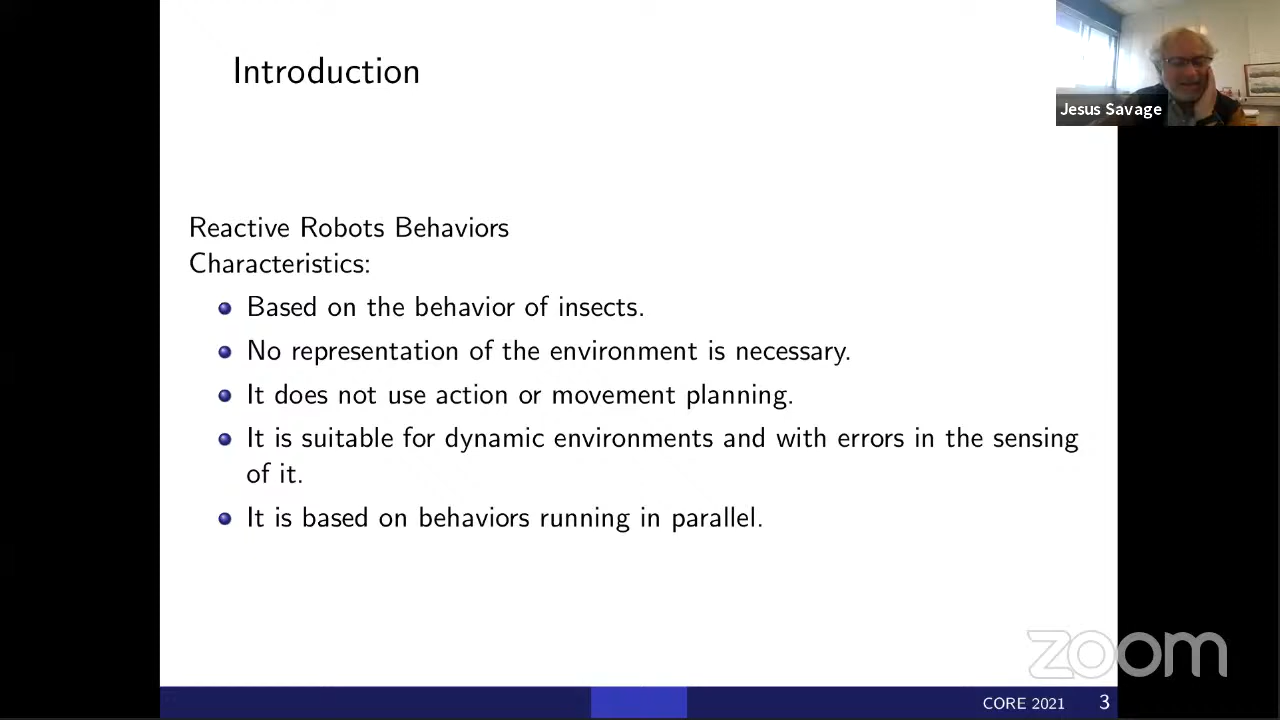 Introduction
Jesus Savage
Reactive Robots Behaviors
Characteristics:
Based on the behavior of insects.
No representation of the environment is necessary.
It does not use action or movement planning.
It is suitable for dynamic environments and with errors in the sensing
of it.
It is based on behaviors running in parallel.
zoom
CORE 2021 3